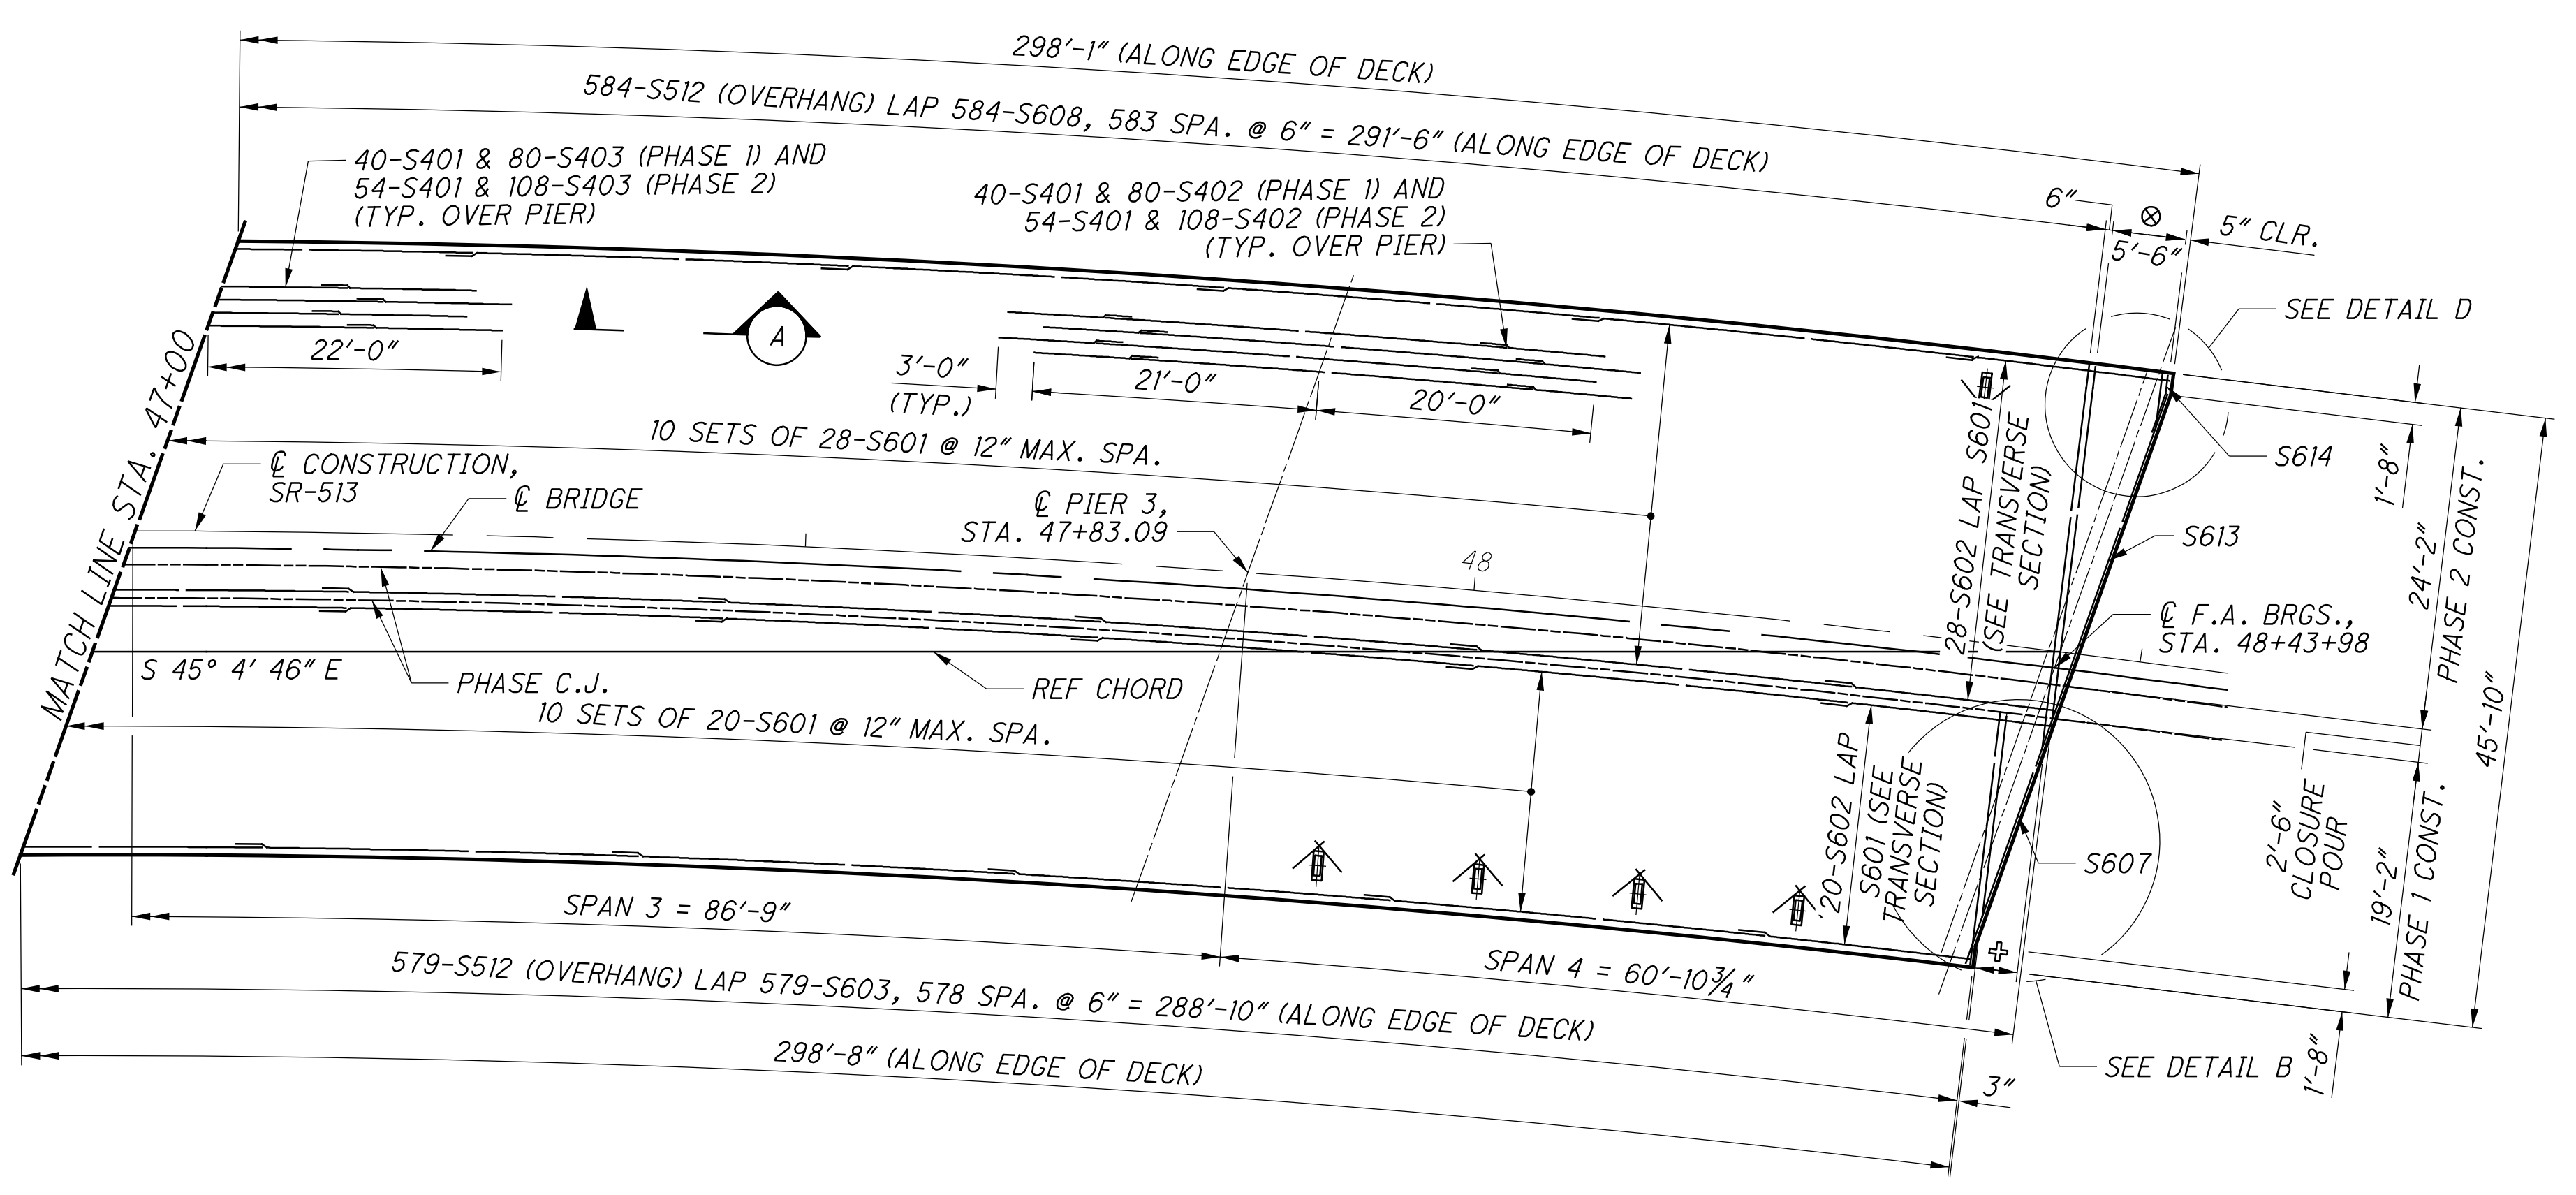 298'-1" (ALONG EDGE OF DECK)
584-S512 (OVERHANG) LAP 584-S608, 583 SPA. @ 6" = 291'-6" (ALONG EDGE OF DECK)
40-S401 & 80-S403 (PHASE 1) AND
54-S401 & 108-S403 (PHASE 2)
(TYP. OVER PIER)
40-S401 & 80-S402 (PHASE 1) AND
54-S401 & 108-S402 (PHASE 2)
(TYP. OVER PIER)
6"
5'-6"
5" CLR.
SEE DETAIL D
A
22'-0"
3'-0"
(TYP.)
21'-0"
20'-0"
MATCH LINE STA. 47+00
10 SETS OF 28-S601 @ 12" MAX. SPA.
℄ CONSTRUCTION,
SR-513
℄ BRIDGE
℄ PIER 3,
STA. 47+83.09
48
28-S602 LAP S601
(SEE TRANSVERSE
SECTION)
S614
S613
℄ F.A. BRGS.,
STA. 48+43+98
1'-8"
24'-2"
PHASE 2 CONST.
45'-10"
S 45° 4' 46" E
PHASE C.J.
REF CHORD
10 SETS OF 20-S601 @ 12" MAX. SPA.
20-S602 LAP
S601 (SEE
TRANSVERSE
SECTION)
S607
2'-6"
CLOSURE
POUR
19'-2"
PHASE 1 CONST.
SPAN 3 = 86'-9"
SPAN 4 = 60'-10¾"
579-S512 (OVERHANG) LAP 579-S603, 578 SPA. @ 6" = 288'-10" (ALONG EDGE OF DECK)
298'-8" (ALONG EDGE OF DECK)
3"
SEE DETAIL B
1'-8"